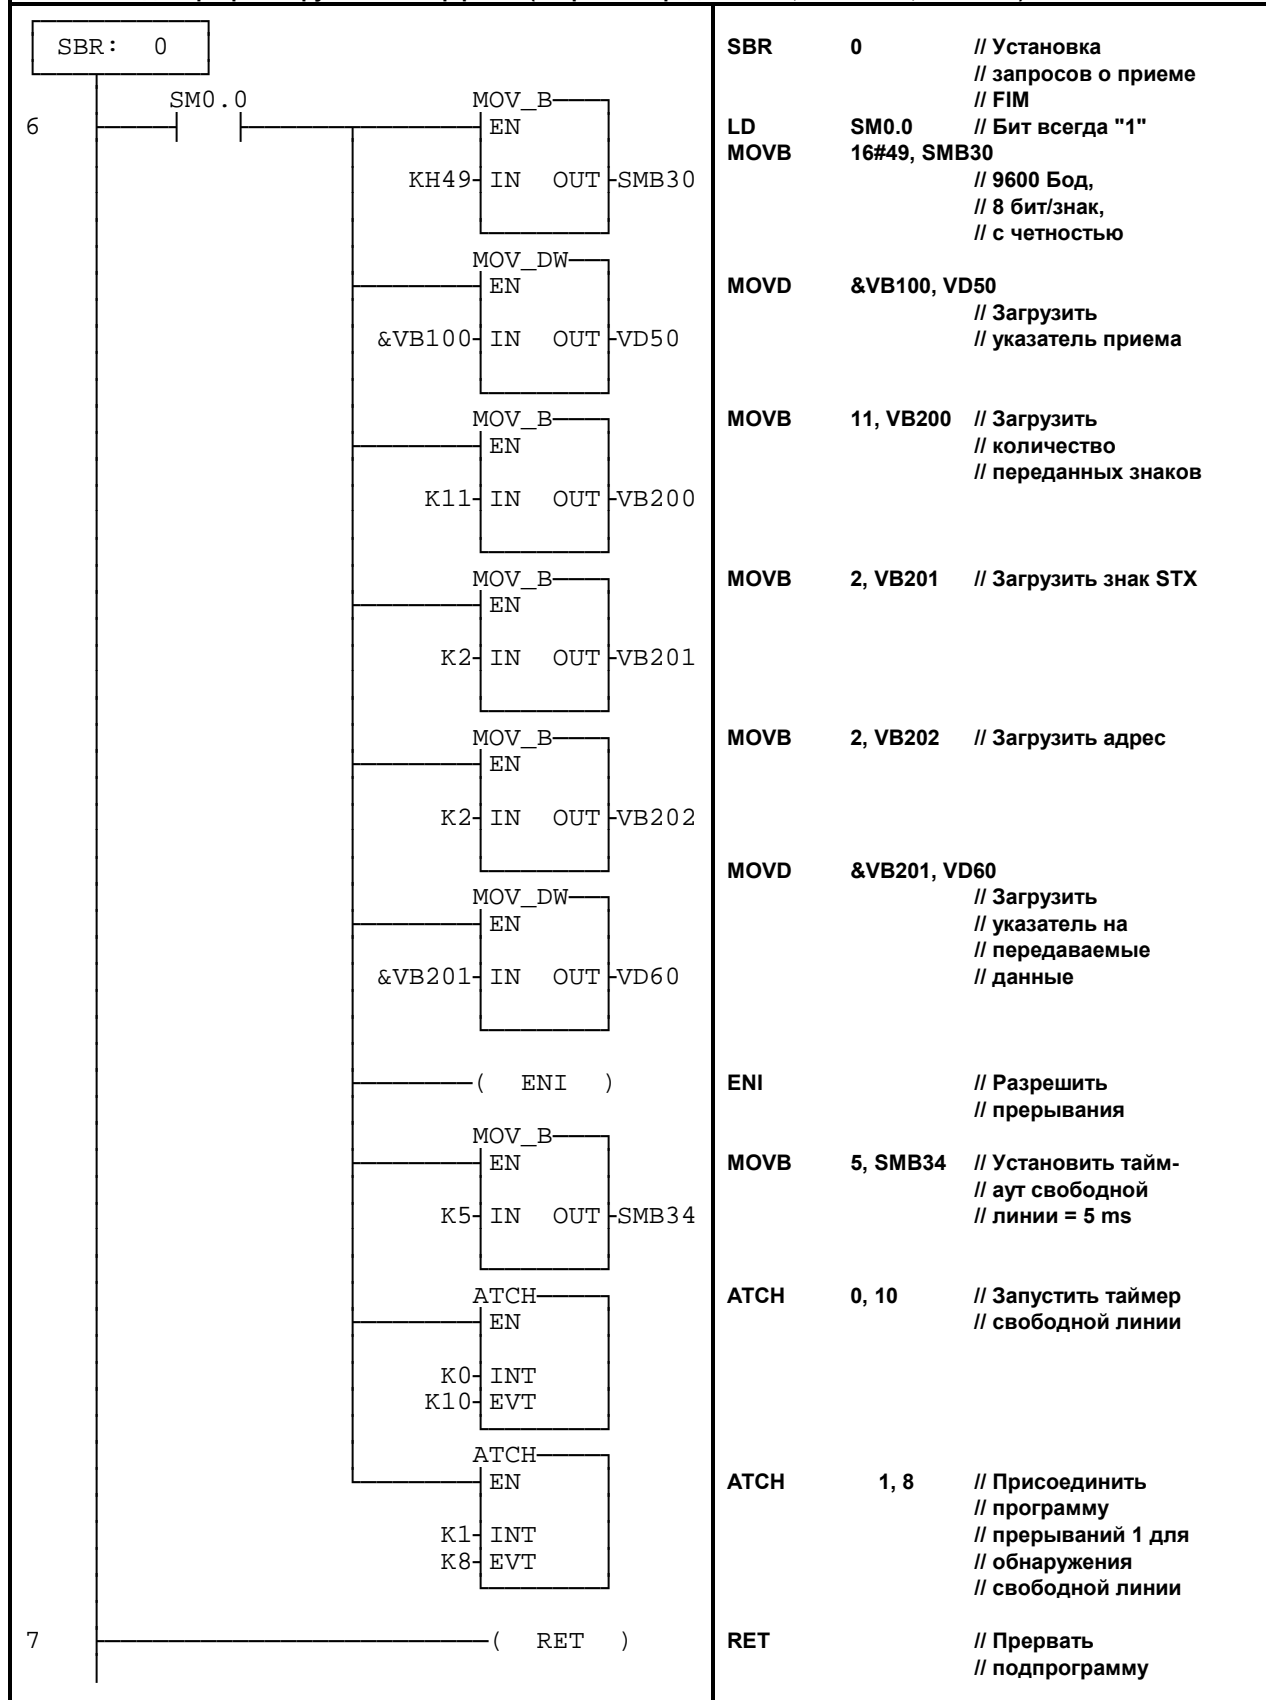 SBR: 0
6
SM0.0
MOV_B
EN
KH49 IN OUT SMB30
MOV_DW
EN
&VB100 IN OUT VD50
MOV_B
EN
K11 IN OUT VB200
MOV_B
EN
K2 IN OUT VB201
MOV_B
EN
K2 IN OUT VB202
MOV_DW
EN
&VB201 IN OUT VD60
( ENI )
MOV_B
EN
K5 IN OUT SMB34
ATCH
EN
K0 INT
K10 EVT
ATCH
EN
K1 INT
K8 EVT
7
( RET )
SBR 0 // Установка
// запросов о приеме
// FIM
LD SM0.0 // Бит всегда "1"
MOVB 16#49, SMB30
// 9600 Бод,
// 8 бит/знак,
// с четностью
MOVD &VB100, VD50
// Загрузить
// указатель приема
MOVB 11, VB200 // Загрузить
// количество
// переданных знаков
MOVB 2, VB201 // Загрузить знак STX
MOVB 2, VB202 // Загрузить адрес
MOVD &VB201, VD60
// Загрузить
// указатель на
// передаваемые
// данные
ENI // Разрешить
// прерывания
MOVB 5, SMB34 // Установить тайм-
// аут свободной
// линии = 5 ms
ATCH 0, 10 // Запустить таймер
// свободной линии
ATCH 1, 8 // Присоединить
// программу
// прерываний 1 для
// обнаружения
// свободной линии
RET // Прервать
// подпрограмму